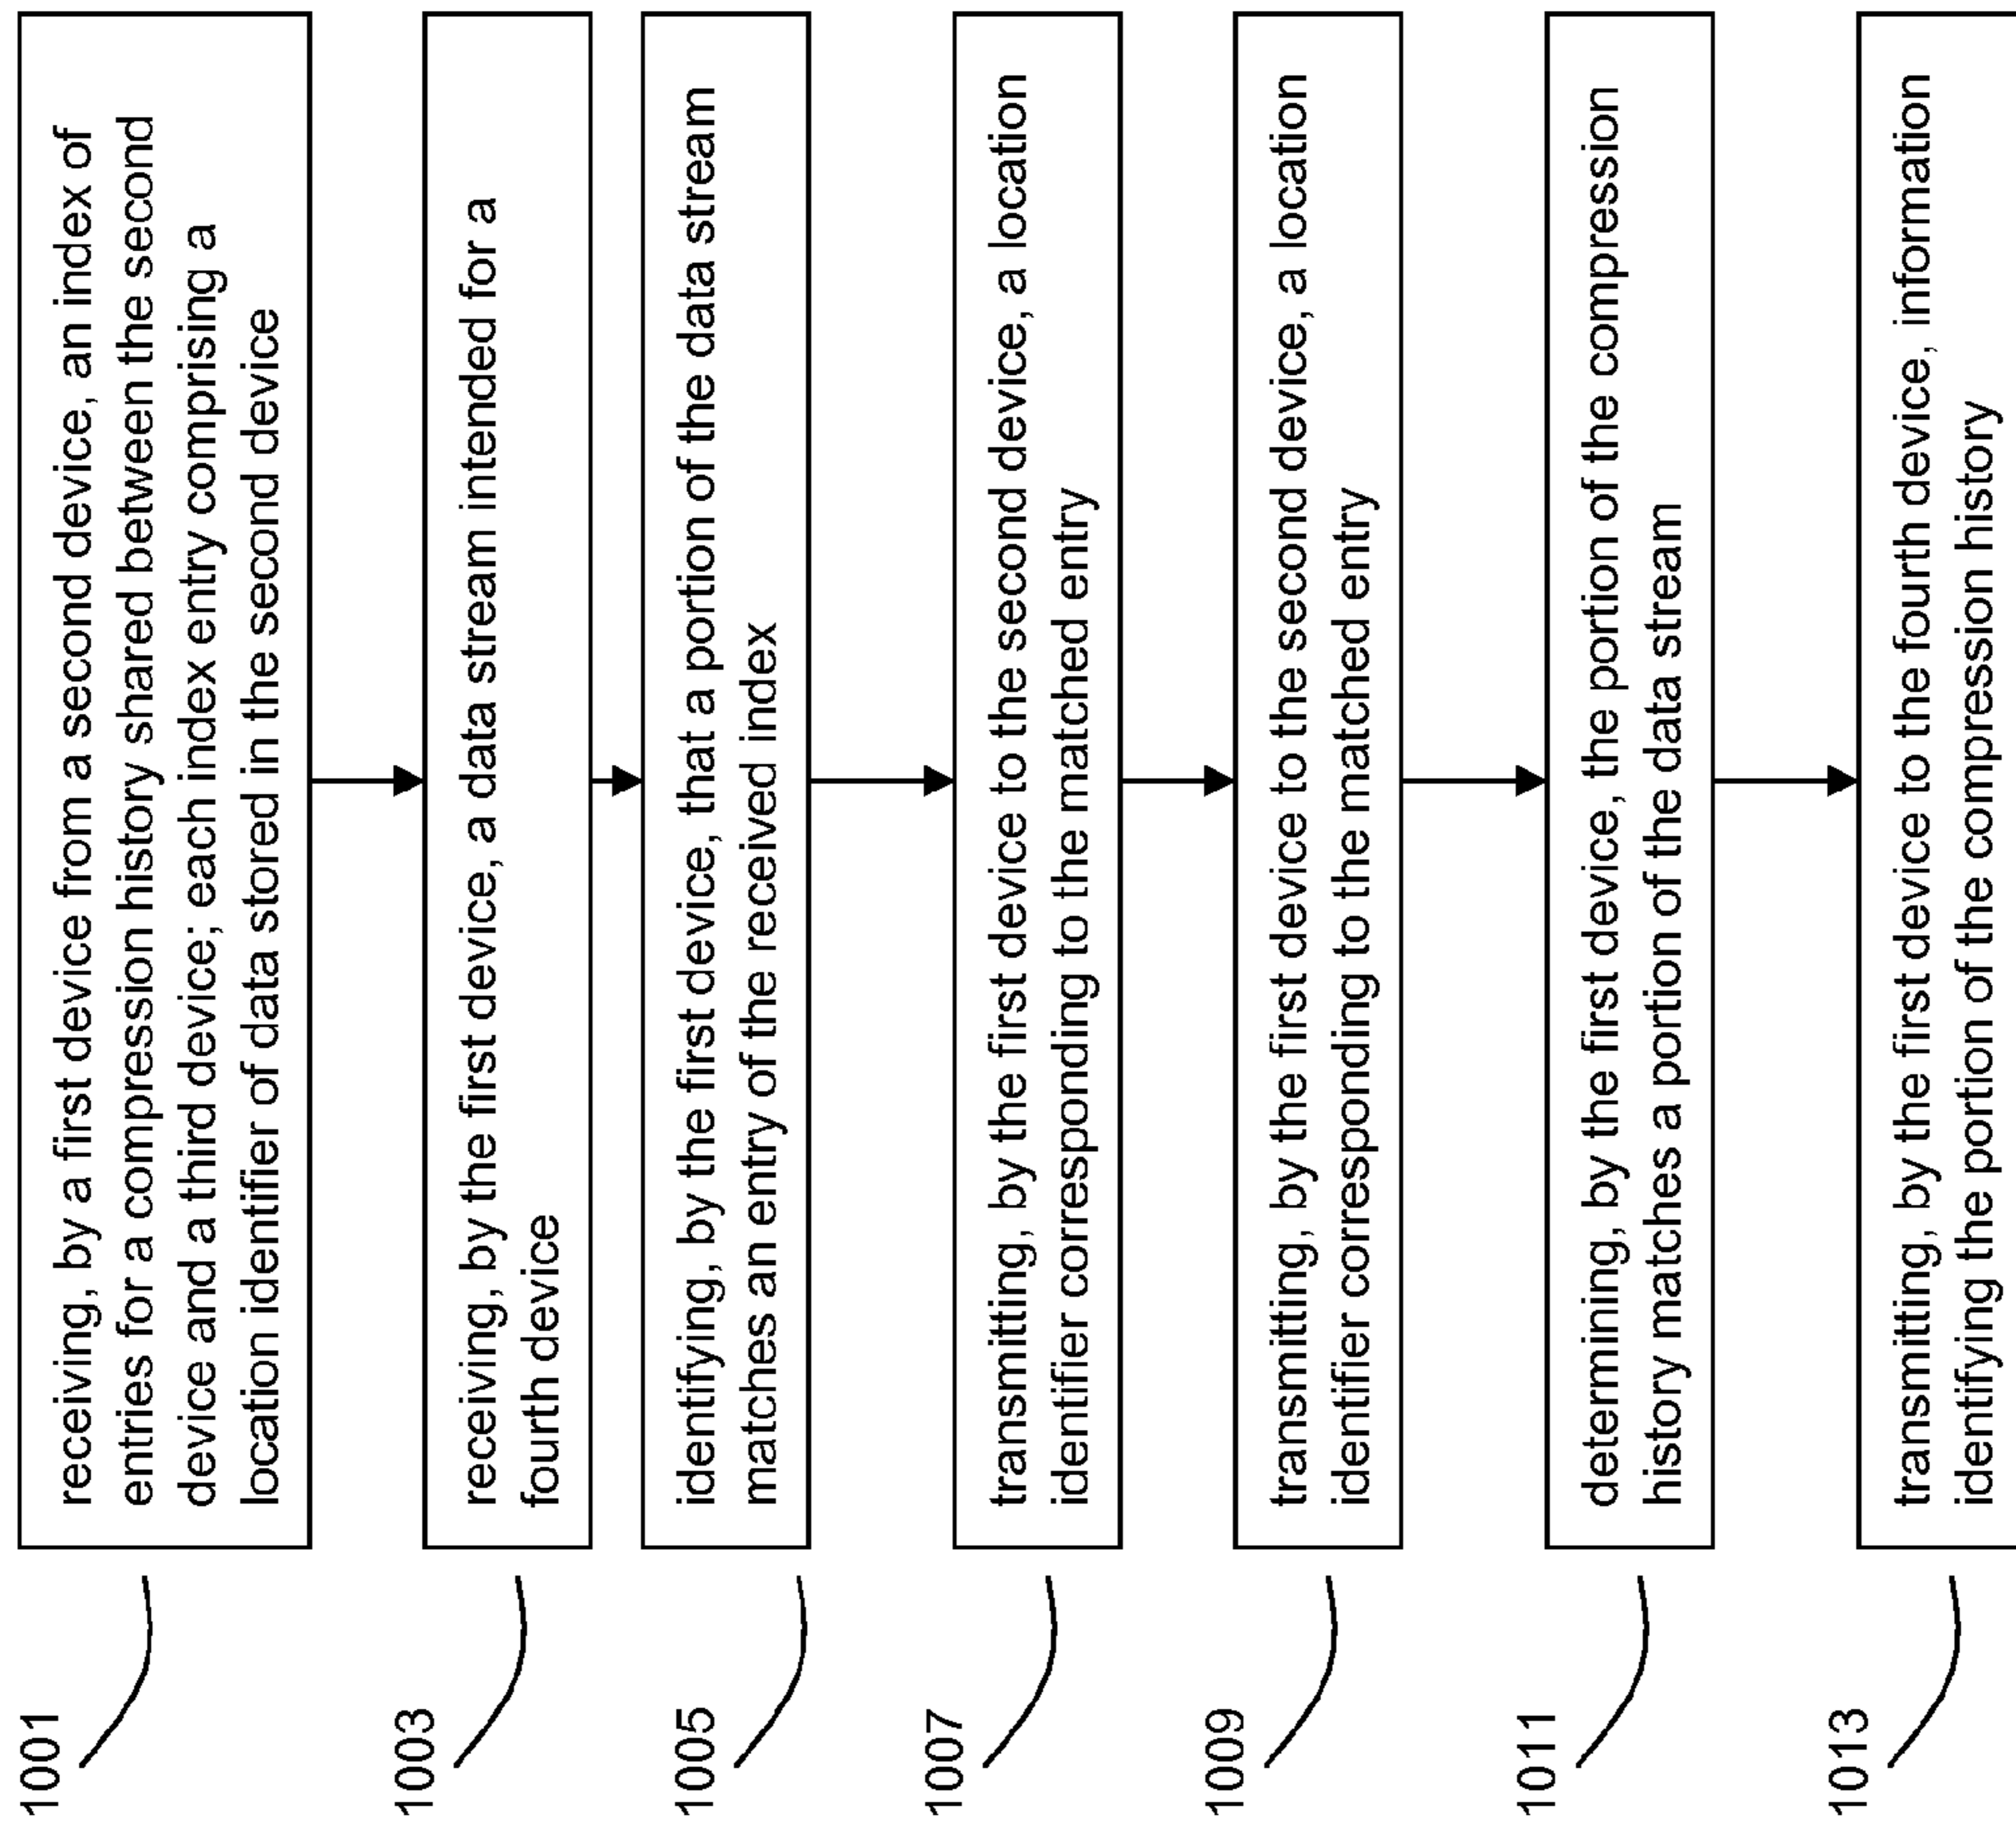 1001
receiving, by a first device from a second device, an index of
entries for a compression history shared between the second
device and a third device; each index entry comprising a
location identifier of data stored in the second device
1003
receiving, by the first device, a data stream intended for a
fourth device
1005
identifying, by the first device, that a portion of the data stream
matches an entry of the received index
1007
transmitting, by the first device to the second device, a location
identifier corresponding to the matched entry
1009
transmitting, by the first device to the second device, a location
identifier corresponding to the matched entry
1011
determining, by the first device, the portion of the compression
history matches a portion of the data stream
1013
transmitting, by the first device to the fourth device, information
identifying the portion of the compression history